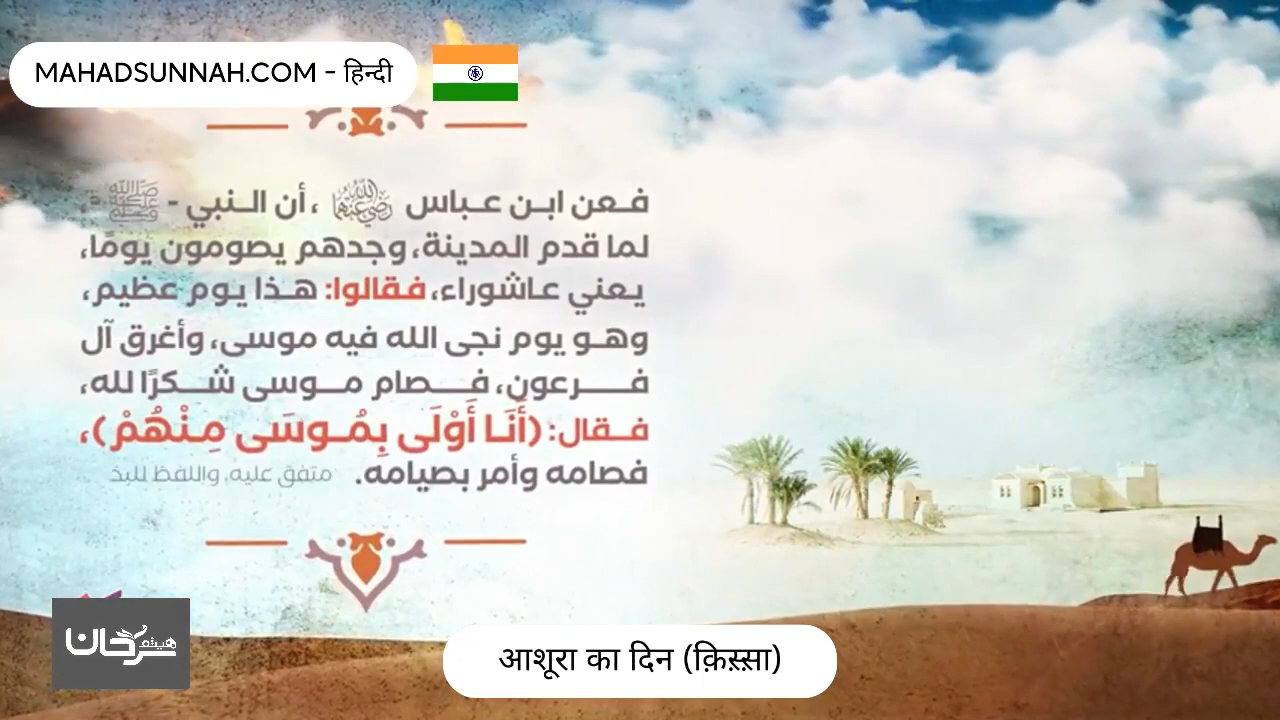 MAHADSUNNAH.COM - हिन्दी
فعن ابن عباس رضي الله عنهما، أن النبي - صلى الله عليه وسلم -،
لما قدم المدينة، وجدهم يصومون يومًا،
يعني عاشوراء، فقالوا: هذا يوم عظيم،
وهو يوم نجى الله فيه موسى، وأغرق آل
فرعون، فصام موسى شكرًا لله،
فقال: (أَنَا أَوْلَى بِمُوسَى مِنْهُمْ)،
فصامه وأمر بصيامه. متفق عليه، واللفظ للبخ
هيثم سرحان
आशूरा का दिन (क़िस़्स़ा)